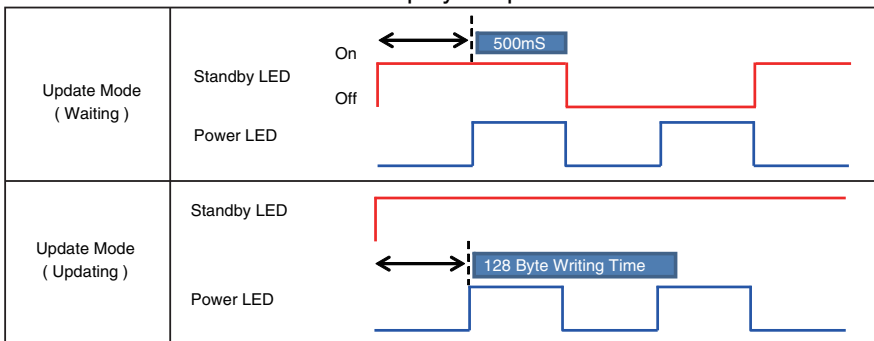 On
500mS
Standby LED
Off
Update Mode
( Waiting )
Power LED
Standby LED
Update Mode
( Updating )
128 Byte Writing Time
Power LED